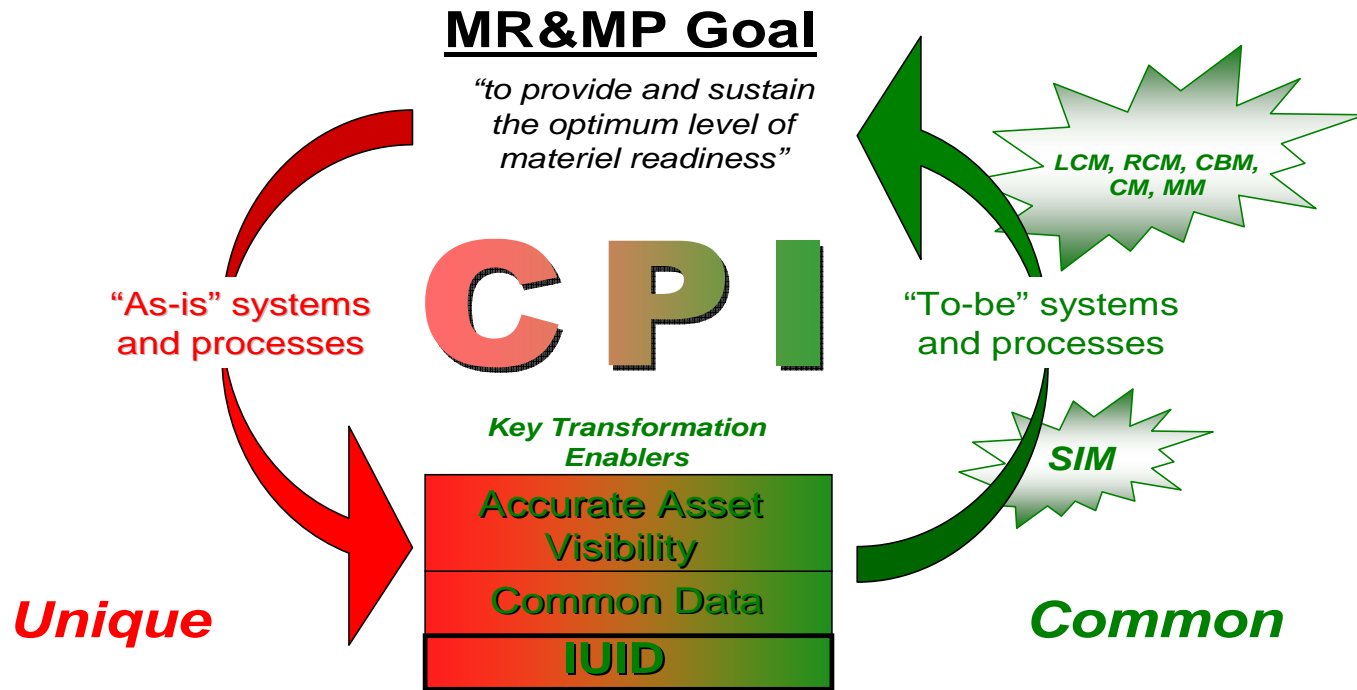 MR&MP Goal
“to provide and sustain
the optimum level of
materiel readiness”
LCM, RCM, CBM,
CM, MM
CPI
“As-is” systems
and processes
“To-be” systems
and processes
Key Transformation
Enablers
SIM
Accurate Asset
Visibility
Common Data
IUID
Unique
Common